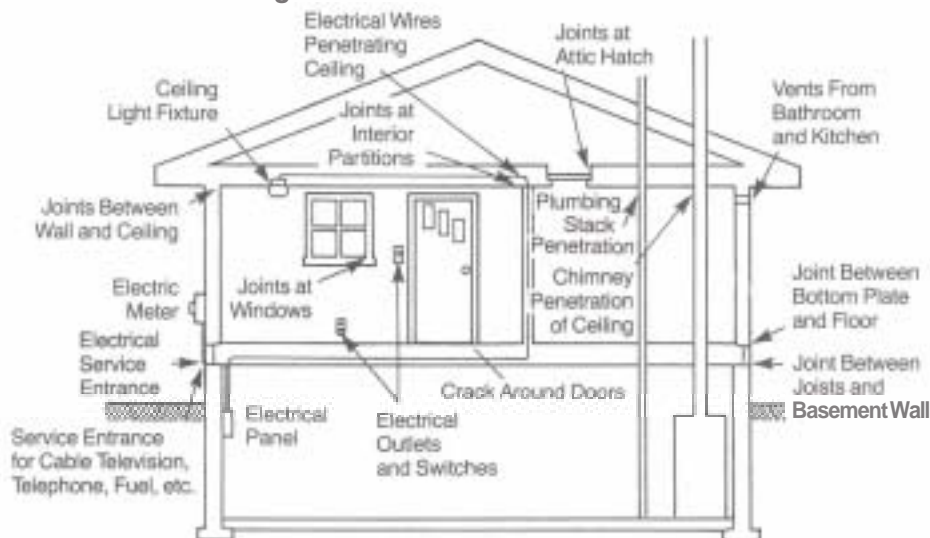 Electrical Wires
Penetrating
Ceiling
Joints at
Attic Hatch
Ceiling
Light Fixture
Joints at
Interior
Partitions
Vents From
Bathroom
and Kitchen
Joints Between
Wall and Ceiling
Plumbing
Stack
Penetration
Electric
Meter
Joints at
Windows
Chimney
Penetration
of Ceiling
Joint Between
Bottom Plate
and Floor
Electrical
Service
Entrance
Crack Around Doors
Joint Between
Joists and
Basement Wall
Electrical
Panel
Electrical
Outlets
and Switches
Service Entrance
for Cable Television,
Telephone, Fuel, etc.